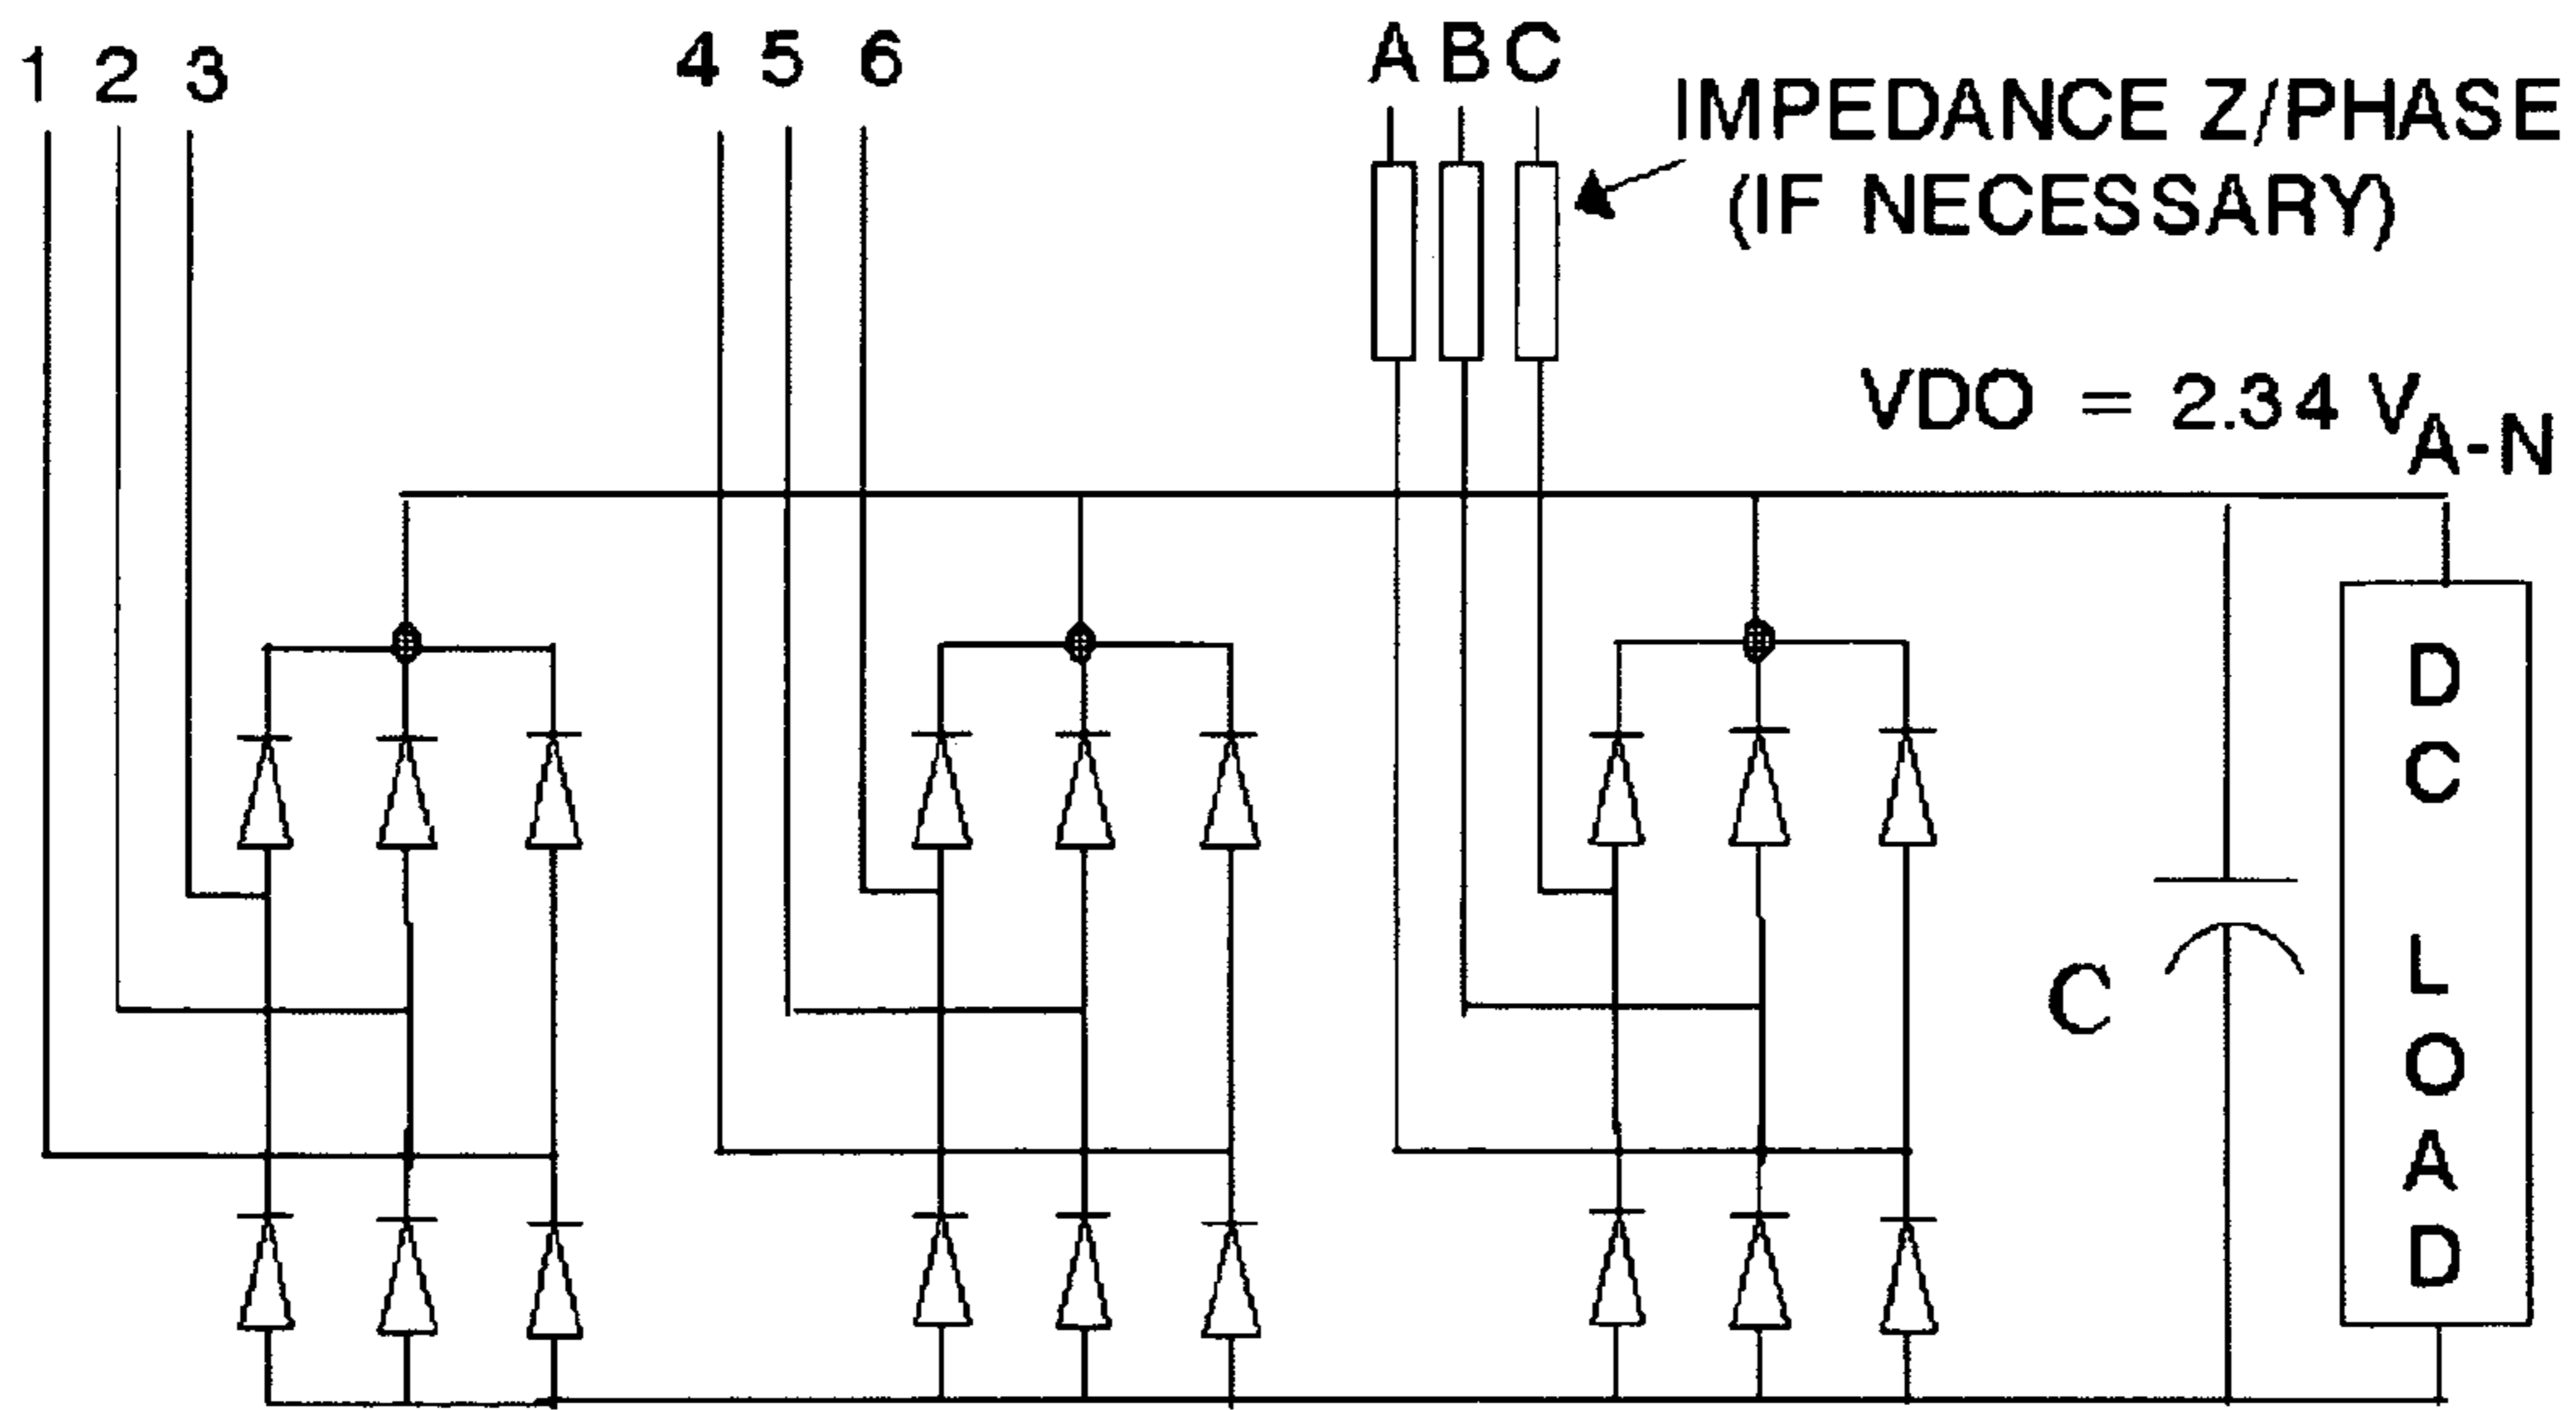 1 2 3 4 5 6 A B C
IMPEDANCE Z/PHASE
(IF NECESSARY)
VDO = 2.34 VA-N
C
DC LOAD